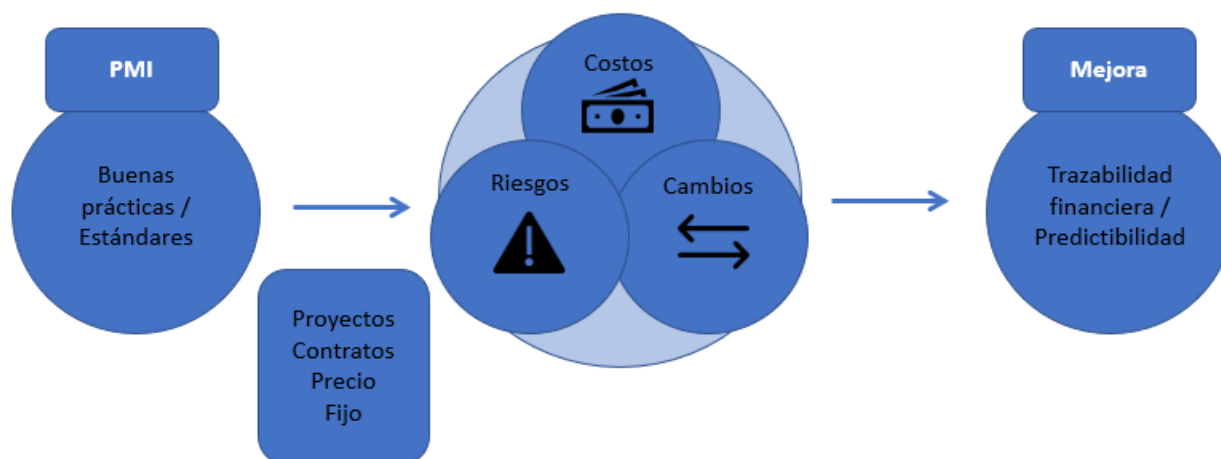 PMI
Buenas
prácticas /
Estándares
Proyectos
Contratos
Precio
Fijo
Costos
Riesgos
Cambios
Mejora
Trazabilidad
financiera /
Predictibilidad